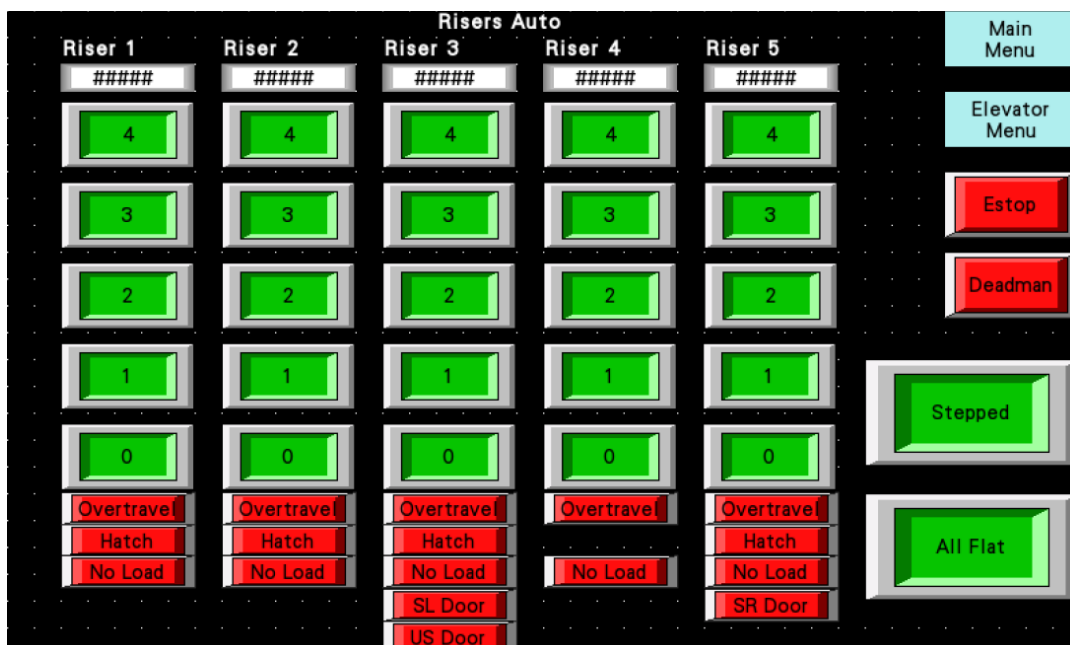 Risers Auto
Riser 1 Riser 2 Riser 3 Riser 4 Riser 5
##### ##### ##### ##### #####
4 4 4 4 4
3 3 3 3 3
2 2 2 2 2
1 1 1 1 1
0 0 0 0 0
Overtravel Overtravel Overtravel Overtravel Overtravel
Hatch Hatch Hatch Hatch
No Load No Load No Load No Load No Load
SL Door SR Door
US Door
Main
Menu
Elevator
Menu
Estop
Deadman
Stepped
All Flat